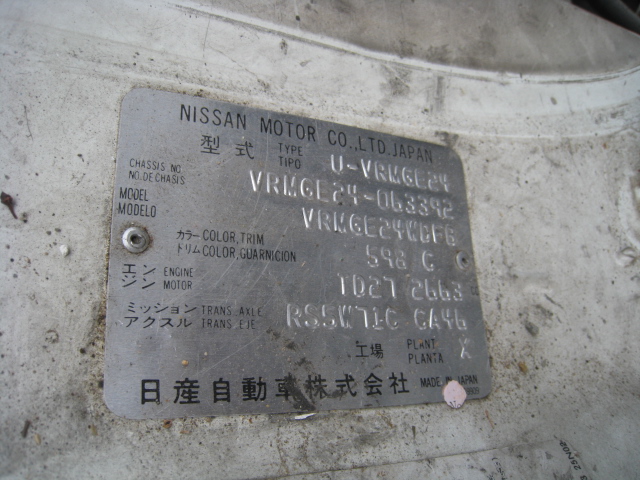 NISSAN MOTOR CO.,LTD.JAPAN
型式 TYPE TIPO U-VRMGE24
CHASSIS NO NO.DE CHASIS VRMGE24-063392
MODEL MODELO VRMGE24WDFG
カラー COLOR,TRIM トリム COLOR,GUARNICION 598 G
エンジン ENGINE MOTOR TD27 2663
ミッション TRANS. AXLE アクスル TRANS. EJE RS5W71C CA46
工場 PLANT PLANTA X
日産自動車株式会社 MADE IN JAPAN